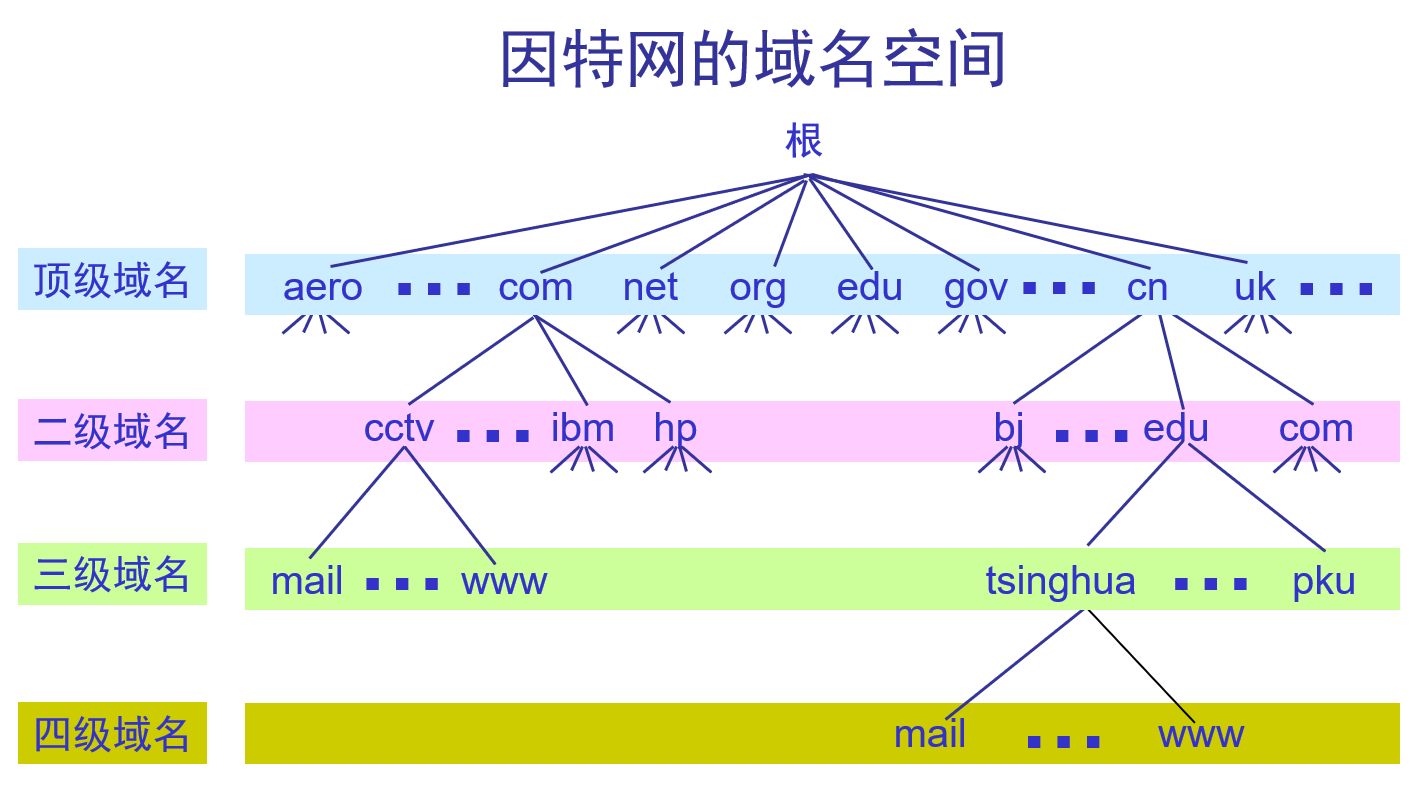 因特网的域名空间
根
顶级域名 aero ... com net org edu gov ... cn uk ...
二级域名 cctv ... ibm hp bj ... edu com
三级域名 mail ... www tsinghua ... pku
四级域名 mail ... www